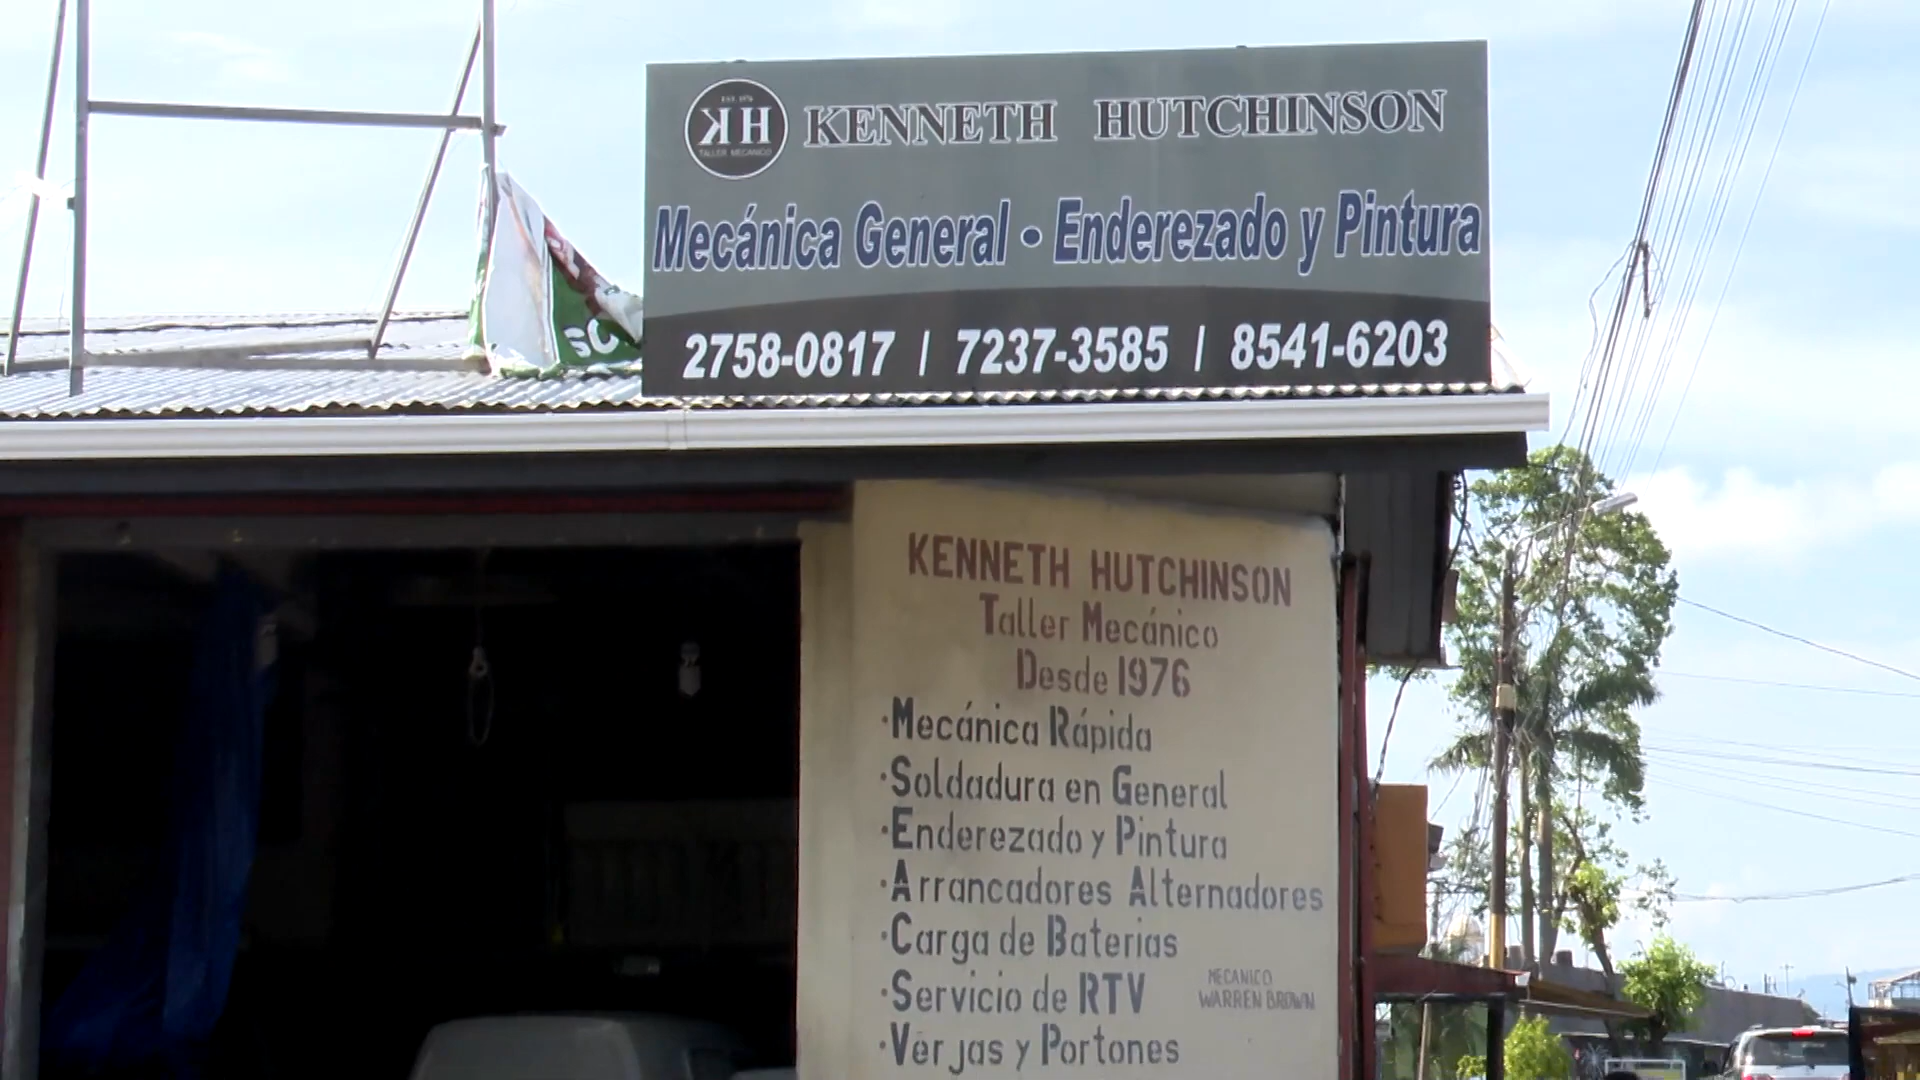 EST. 1976
KH
TALLER MECANICO
KENNETH HUTCHINSON
Mecánica General • Enderezado y Pintura
2758-0817 / 7237-3585 / 8541-6203
SC
KENNETH HUTCHINSON
Taller Mecánico
Desde 1976
·Mecánica Rápida
·Soldadura en General
·Enderezado y Pintura
·Arrancadores Alternadores
·Carga de Baterias
·Servicio de RTV
MECANICO
WARREN BROWN
·Verjas y Portones